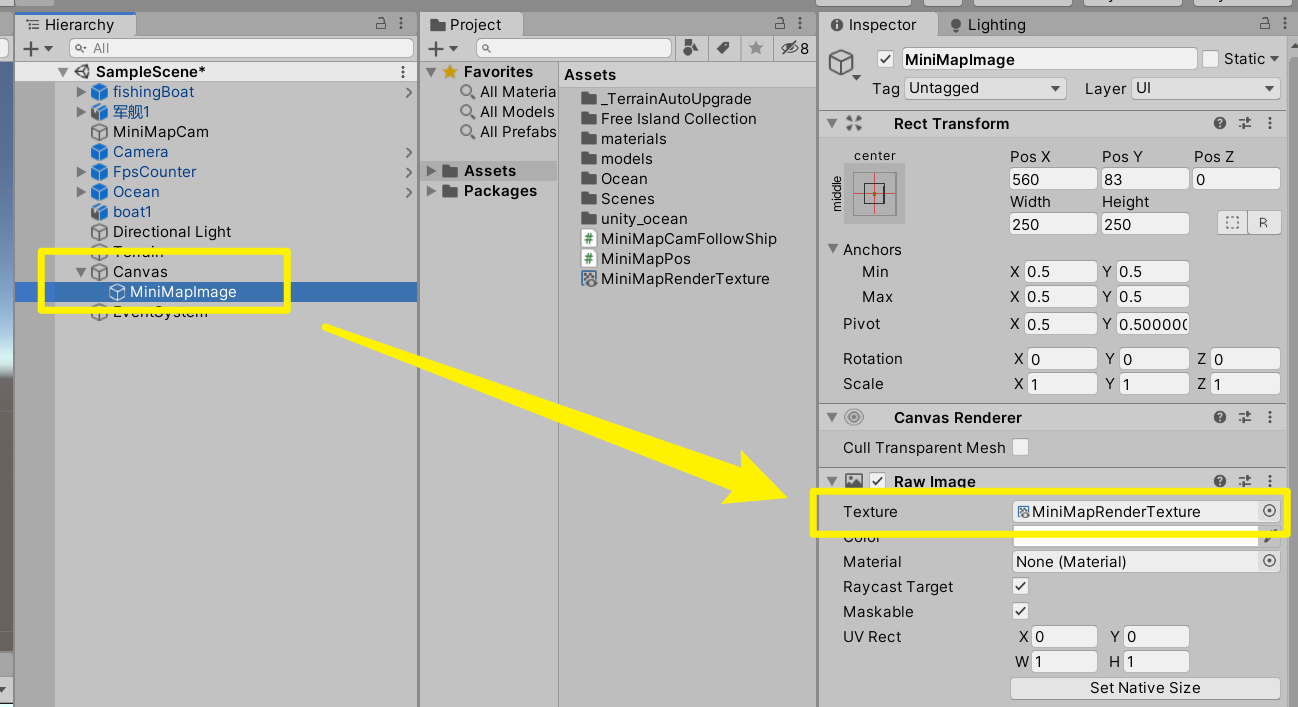 Hierarchy
All
SampleScene*
fishingBoat
军舰1
MiniMapCam
Camera
FpsCounter
Ocean
boat1
Directional Light
Terrain
Canvas
MiniMapImage
EventSystem
Project
8
Favorites
All Materia
All Models
All Prefabs
Assets
Packages
Assets
_TerrainAutoUpgrade
Free Island Collection
materials
models
Ocean
Scenes
unity_ocean
MiniMapCamFollowShip
MiniMapPos
MiniMapRenderTexture
Inspector Lighting
MiniMapImage Static
Tag Untagged Layer UI
Rect Transform
center
middle
Pos X Pos Y Pos Z
560 83 0
Width Height
250 250 R
Anchors
Min X 0.5 Y 0.5
Max X 0.5 Y 0.5
Pivot X 0.5 Y 0.500000
Rotation X 0 Y 0 Z 0
Scale X 1 Y 1 Z 1
Canvas Renderer
Cull Transparent Mesh
Raw Image
Texture MiniMapRenderTexture
Color
Material None (Material)
Raycast Target
Maskable
UV Rect X 0 Y 0
W 1 H 1
Set Native Size